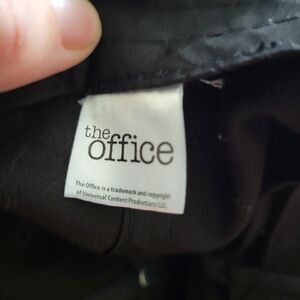 the
office
The Office is a trademark and copyright
of Universal Content Productions LLC.